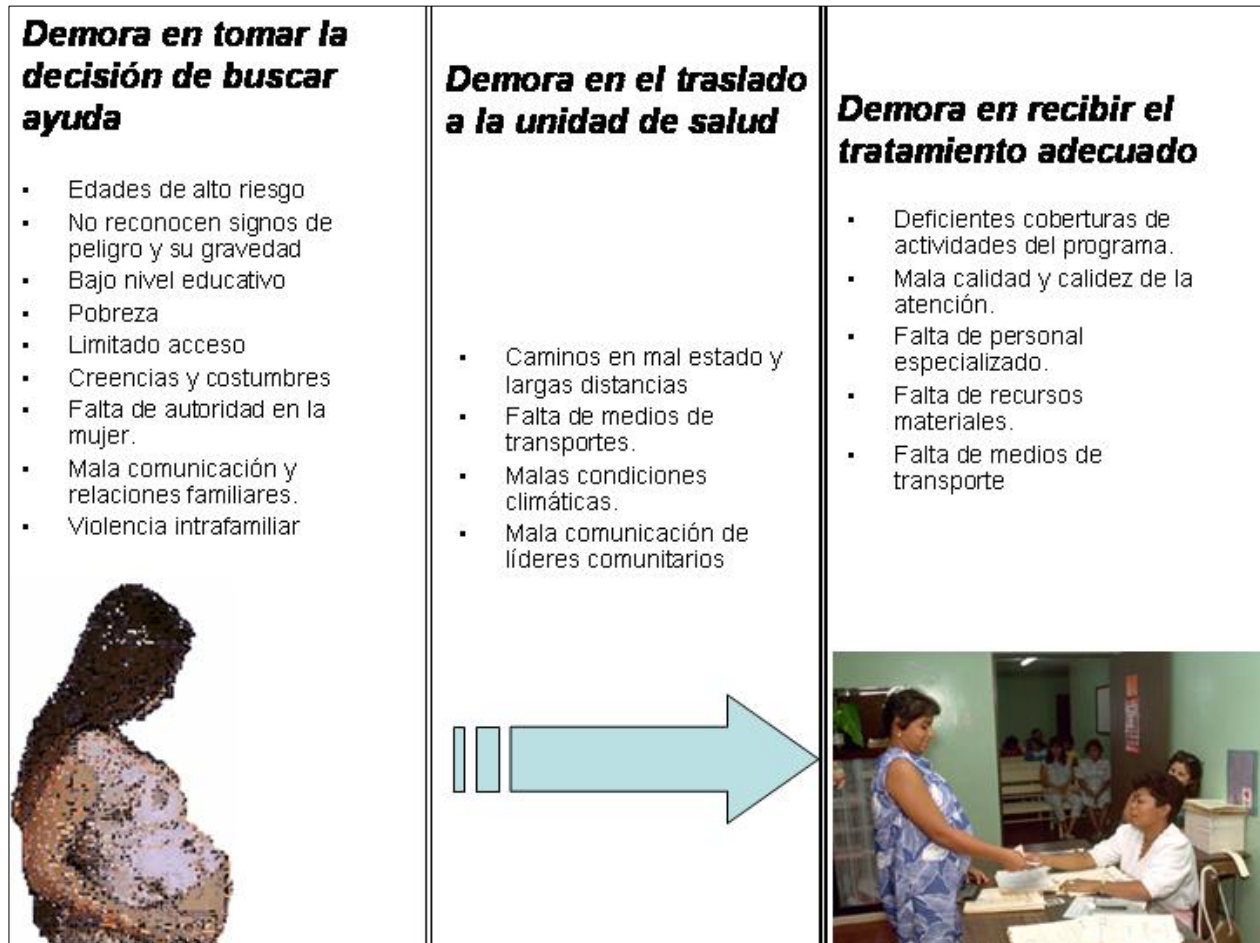 Demora en tomar la
decisión de buscar
ayuda
▪ Edades de alto riesgo
▪ No reconocen signos de
peligro y su gravedad
▪ Bajo nivel educativo
▪ Pobreza
▪ Limitado acceso
▪ Creencias y costumbres
▪ Falta de autoridad en la
mujer.
▪ Mala comunicación y
relaciones familiares.
▪ Violencia intrafamiliar
Demora en el traslado
a la unidad de salud
▪ Caminos en mal estado y
largas distancias
▪ Falta de medios de
transportes.
▪ Malas condiciones
climáticas.
▪ Mala comunicación de
líderes comunitarios
Demora en recibir el
tratamiento adecuado
▪ Deficientes coberturas de
actividades del programa.
▪ Mala calidad y calidez de la
atención.
▪ Falta de personal
especializado.
▪ Falta de recursos
materiales.
▪ Falta de medios de
transporte